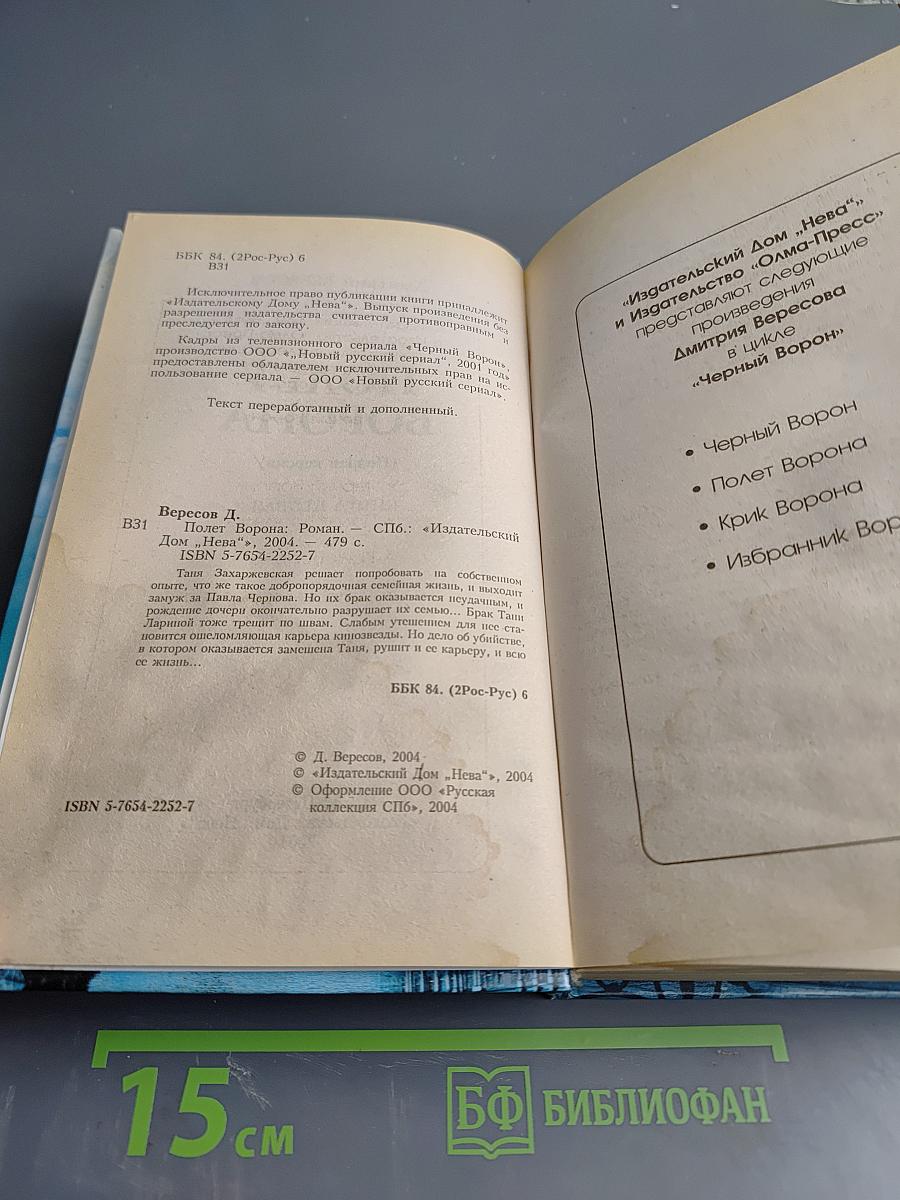 ББК 84. (2Рос-Рус) 6
В31
Исключительное право публикации книги принадлежит
«Издательскому Дому „Нева“». Выпуск произведения без
разрешения издательства считается противоправным и
преследуется по закону.
Кадры из телевизионного сериала «Черный Ворон»,
производство ООО «„Новый русский сериал“, 2001 год»
предоставлены обладателем исключительных прав на ис-
пользование сериала — ООО «Новый русский сериал».
Текст переработанный и дополненный.
Вересов Д.
В31
Полет Ворона: Роман. — СПб.: «Издательский
Дом „Нева“», 2004. — 479 с.
ISBN 5-7654-2252-7
Таня Захаржевская решает попробовать на собственном
опыте, что же такое добропорядочная семейная жизнь, и выходит
замуж за Павла Чернова. Но их брак оказывается неудачным, и
рождение дочери окончательно разрушает их семью... Брак Тани
Лариной тоже трещит по швам. Слабым утешением для нее ста-
новится ошеломляющая карьера кинозвезды. Но дело об убийстве,
в котором оказывается замешена Таня, рушит и ее карьеру, и всю
ее жизнь...
ББК 84. (2Рос-Рус) 6
© Д. Вересов, 2004
© «Издательский Дом „Нева“», 2004
© Оформление ООО «Русская
коллекция СПб», 2004
ISBN 5-7654-2252-7
«Издательский Дом „Нева“»
и Издательство «Олма-Пресс»
представляют следующие
произведения
Дмитрия Вересова
в цикле
«Черный Ворон»
• Черный Ворон
• Полет Ворона
• Крик Ворона
• Избранник Вор
15 см
БФ БИБЛИОФАН